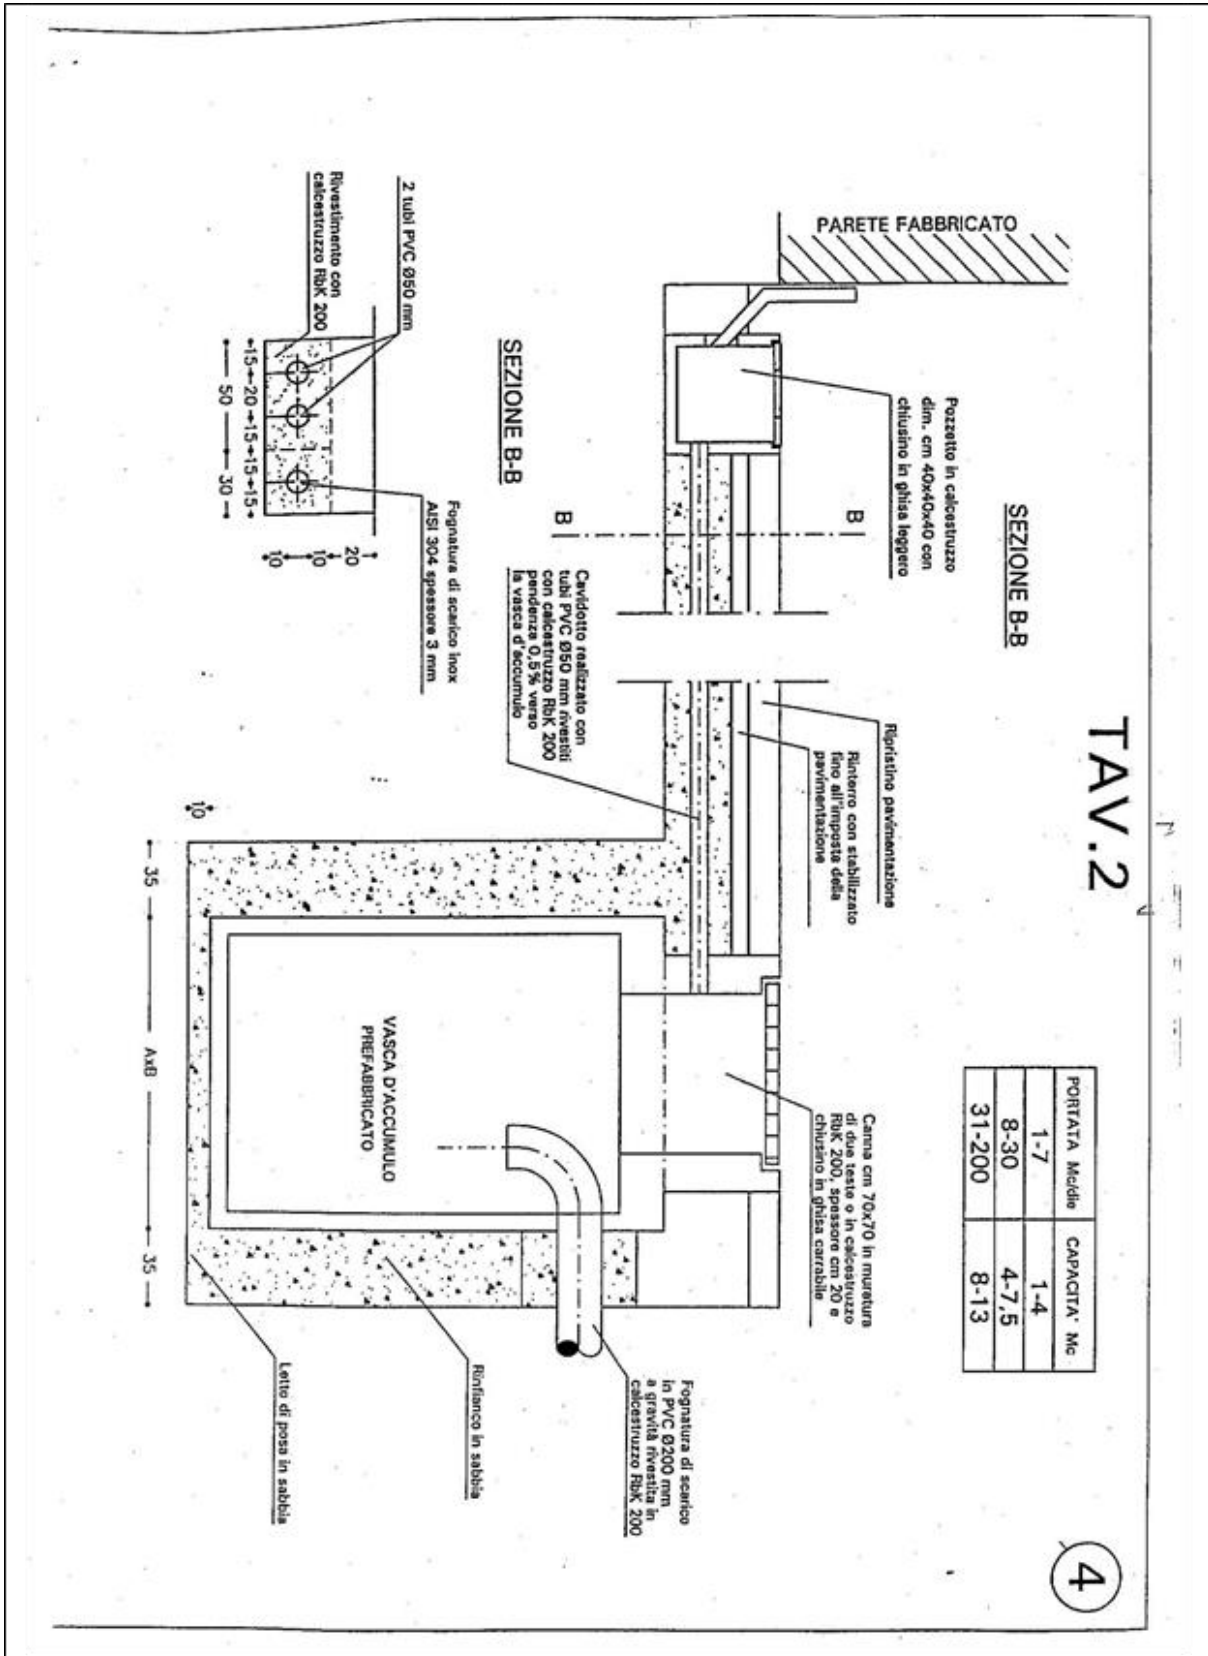 TAV.2
4
SEZIONE B-B
PORTATA Mc/die CAPACITA' Mc
1-7 1-4
8-30 4-7,5
31-200 8-13
PARETE FABBRICATO
Pozzetto in calcestruzzo
dim. cm 40x40x40 con
chiusino in ghisa leggero
Ripristino pavimentazione
Rinterro con stabilizzato
fino all'imposta della
pavimentazione
Canna cm 70x70 in muratura
di due teste o in calcestruzzo
RbK 200, spessore cm 20 e
chiusino in ghisa carrabile
B
B
Cavidotto realizzato con
tubi PVC Ø50 mm rivestiti
con calcestruzzo RbK 200
pendenza 0,5% verso
la vasca d'accumulo
Fognatura di scarico
in PVC Ø200 mm
a gravità rivestita in
calcestruzzo RbK 200
VASCA D'ACCUMULO
PREFABBRICATO
Rinfianco in sabbia
Letto di posa in sabbia
10
35
AxB
35
SEZIONE B-B
2 tubi PVC Ø50 mm
Rivestimento con
calcestruzzo RbK 200
Fognatura di scarico inox
AISI 304 spessore 3 mm
20
10
10
15 20 15 15 15
50 30